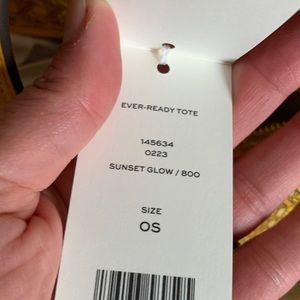 EVER-READY TOTE
145634
0223
SUNSET GLOW / 800
SIZE
OS